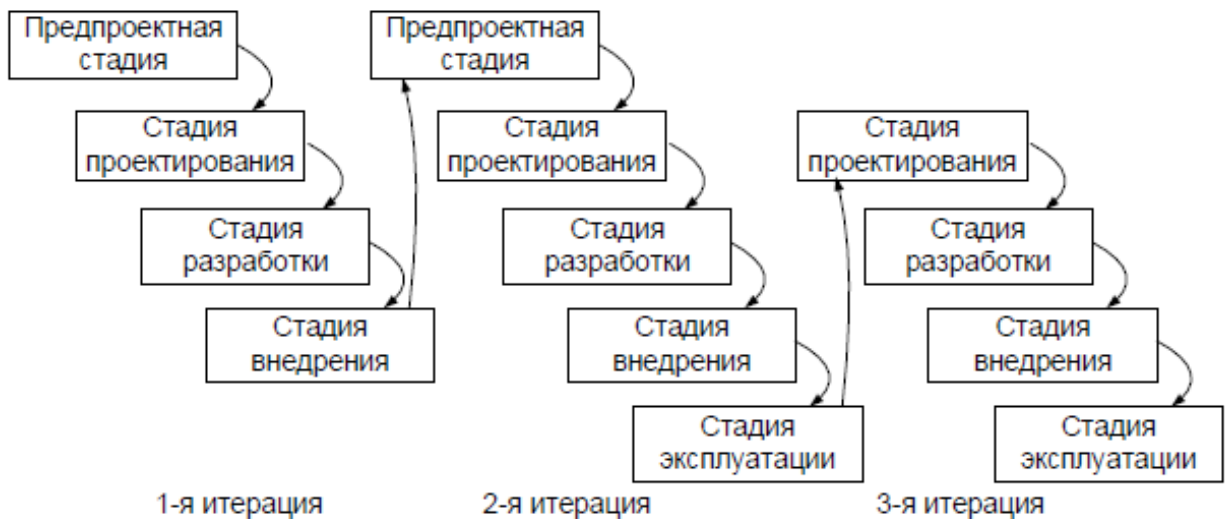 Предпроектная
стадия
Стадия
проектирования
Стадия
разработки
Стадия
внедрения
Предпроектная
стадия
Стадия
проектирования
Стадия
разработки
Стадия
внедрения
Стадия
эксплуатации
Стадия
проектирования
Стадия
разработки
Стадия
внедрения
Стадия
эксплуатации
1-я итерация
2-я итерация
3-я итерация